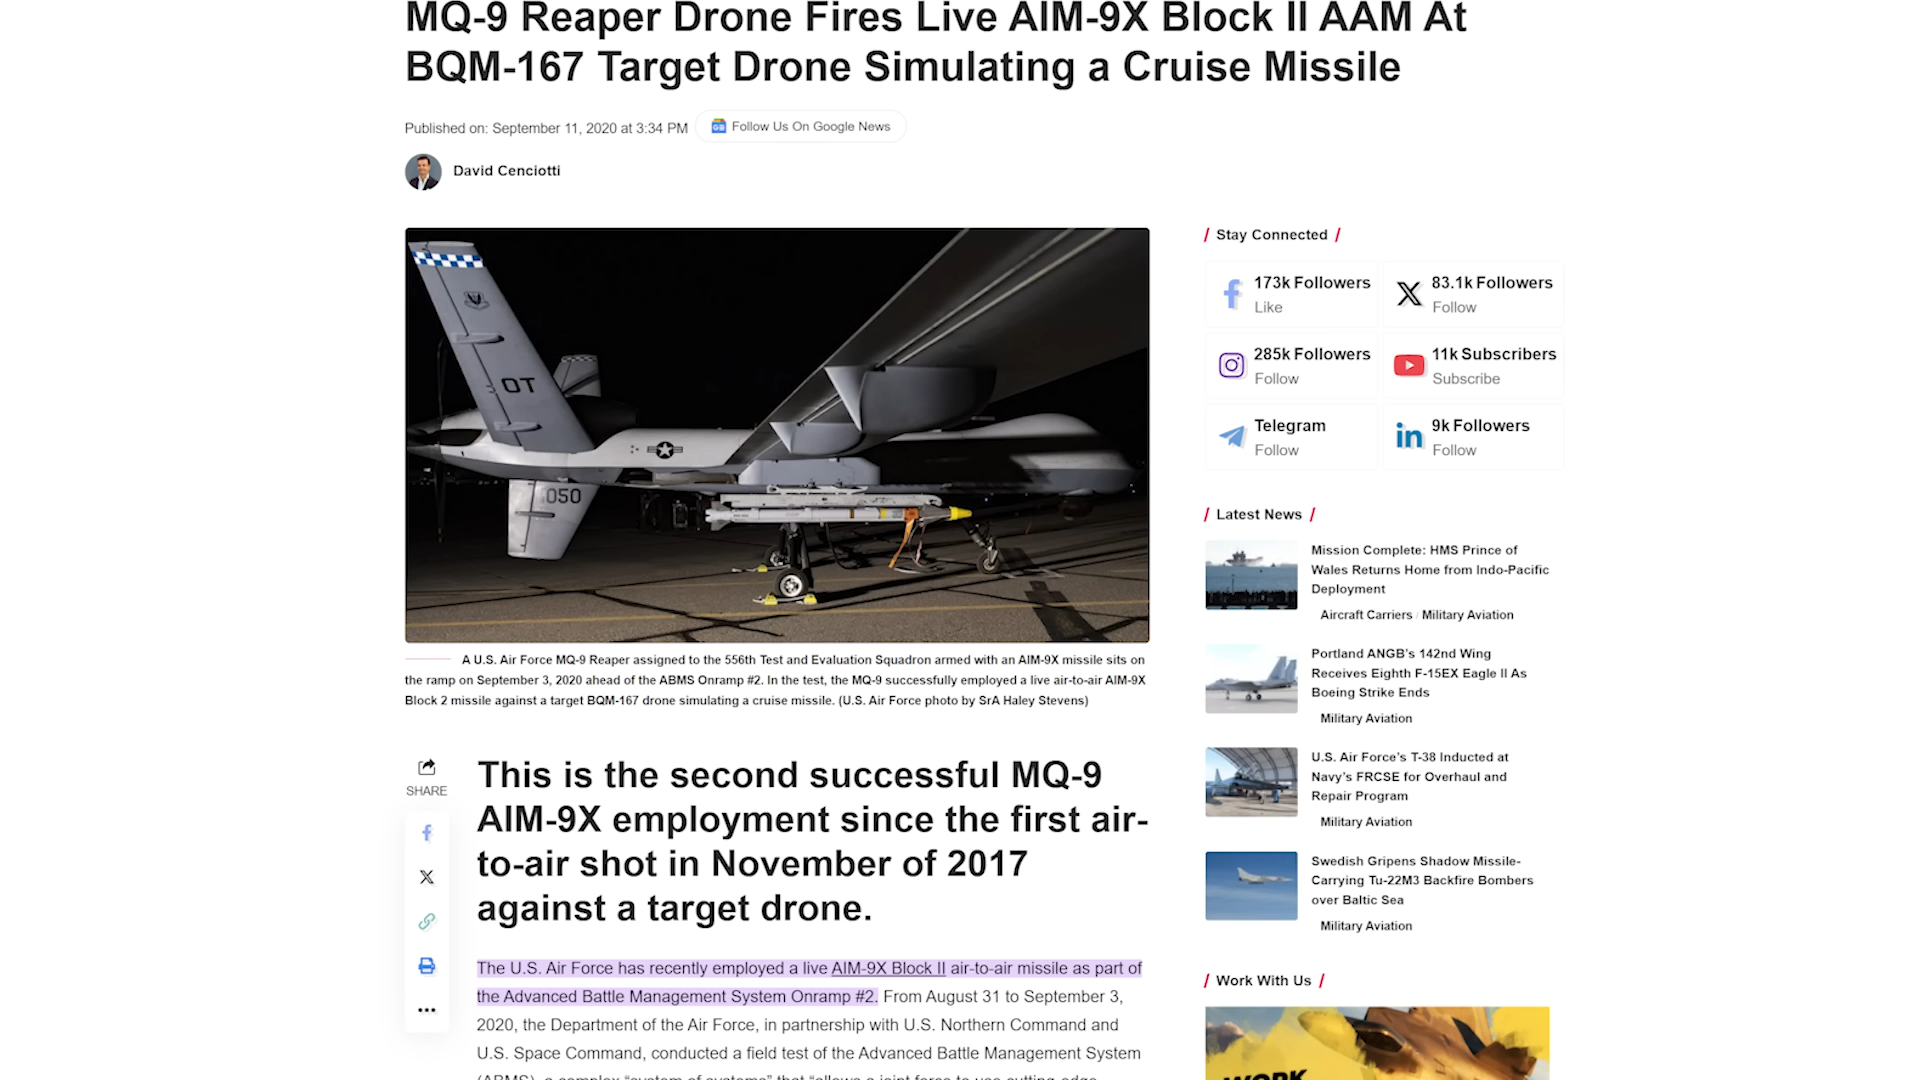 MQ-9 Reaper Drone Fires Live AIM-9X Block II AAM At
BQM-167 Target Drone Simulating a Cruise Missile
Published on: September 11, 2020 at 3:34 PM
Follow Us On Google News
David Cenciotti
OT
050
A U.S. Air Force MQ-9 Reaper assigned to the 556th Test and Evaluation Squadron armed with an AIM-9X missile sits on
the ramp on September 3, 2020 ahead of the ABMS Onramp #2. In the test, the MQ-9 successfully employed a live air-to-air AIM-9X
Block 2 missile against a target BQM-167 drone simulating a cruise missile. (U.S. Air Force photo by SrA Haley Stevens)
SHARE
This is the second successful MQ-9
AIM-9X employment since the first air-
to-air shot in November of 2017
against a target drone.
The U.S. Air Force has recently employed a live AIM-9X Block II air-to-air missile as part of
the Advanced Battle Management System Onramp #2. From August 31 to September 3,
2020, the Department of the Air Force, in partnership with U.S. Northern Command and
U.S. Space Command, conducted a field test of the Advanced Battle Management System
(ABMS), a complex “system of systems” that “allows a joint force to use cutting-edge
/ Stay Connected /
173k Followers
Like
83.1k Followers
Follow
285k Followers
Follow
11k Subscribers
Subscribe
Telegram
Follow
9k Followers
Follow
/ Latest News /
Mission Complete: HMS Prince of
Wales Returns Home from Indo-Pacific
Deployment
Aircraft Carriers / Military Aviation
Portland ANGB’s 142nd Wing
Receives Eighth F-15EX Eagle II As
Boeing Strike Ends
Military Aviation
U.S. Air Force’s T-38 Inducted at
Navy’s FRCSE for Overhaul and
Repair Program
Military Aviation
Swedish Gripens Shadow Missile-
Carrying Tu-22M3 Backfire Bombers
over Baltic Sea
Military Aviation
/ Work With Us /
WORK